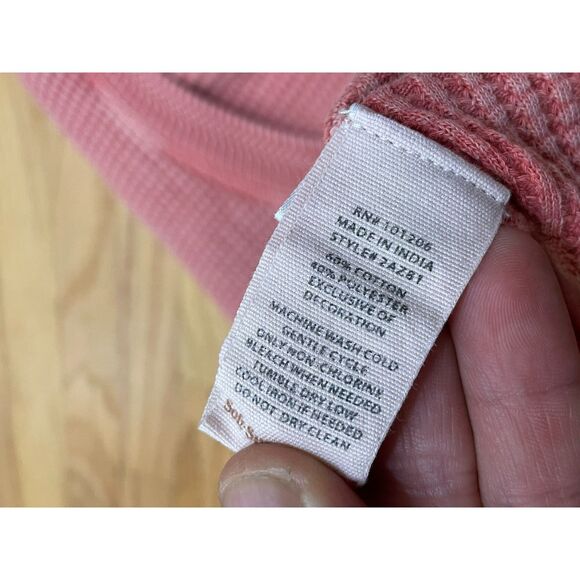 RN# 101206
MADE IN INDIA
STYLE# 2AZ81
60% COTTON
40% POLYESTER
EXCLUSIVE OF
DECORATION
MACHINE WASH COLD
GENTLE CYCLE
ONLY NON-CHLORINE
BLEACH WHEN NEEDED
TUMBLE DRY LOW
COOL IRON IF NEEDED
DO NOT DRY CLEAN